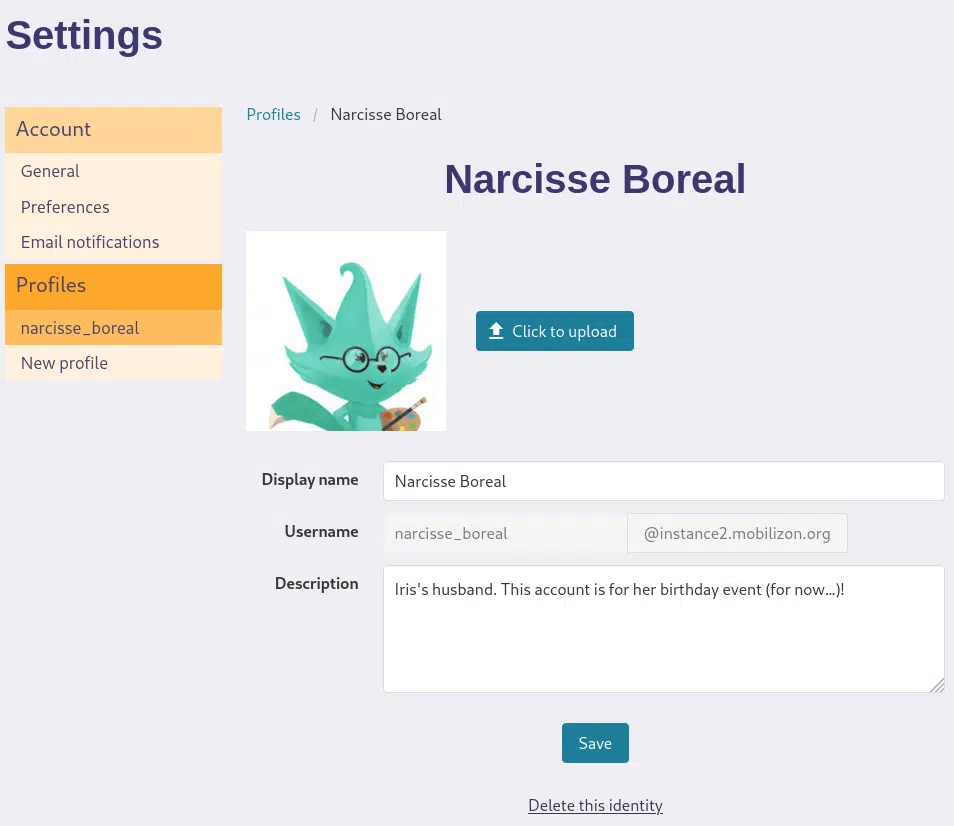 Settings
Account
General
Preferences
Email notifications
Profiles
narcisse_boreal
New profile
Profiles / Narcisse Boreal
Narcisse Boreal
Click to upload
Display name Narcisse Boreal
Username narcisse_boreal @instance2.mobilizon.org
Description Iris's husband. This account is for her birthday event (for now...)!
Save
Delete this identity